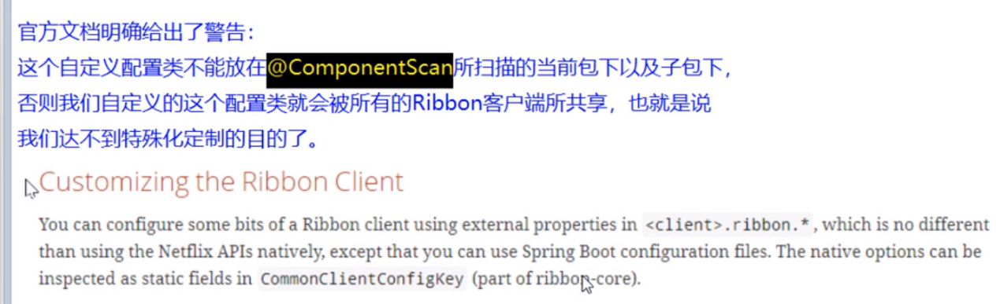 官方文档明确给出了警告：
这个自定义配置类不能放在@ComponentScan所扫描的当前包下以及子包下，
否则我们自定义的这个配置类就会被所有的Ribbon客户端所共享，也就是说
我们达不到特殊化定制的目的了。
Customizing the Ribbon Client
You can configure some bits of a Ribbon client using external properties in <client>.ribbon.*, which is no different
than using the Netflix APIs natively, except that you can use Spring Boot configuration files. The native options can be
inspected as static fields in CommonClientConfigKey (part of ribbon-core).